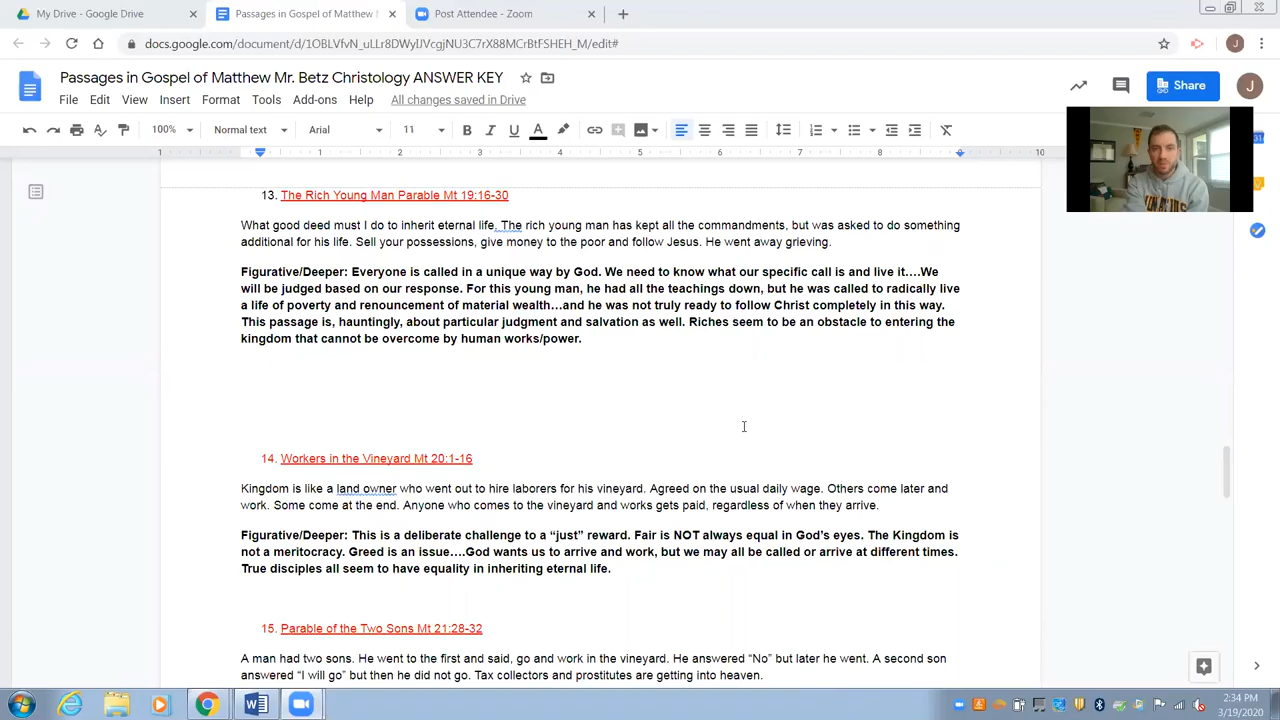 My Drive - Google Drive
Passages in Gospel of Matthew
Post Attendee - Zoom
docs.google.com/document/d/1OBLVfvN_uLLr8DWyIJVcgjNU3C7rX88MCrBtFSHEH_M/edit#
Passages in Gospel of Matthew Mr. Betz Christology ANSWER KEY
File Edit View Insert Format Tools Add-ons Help All changes saved in Drive
Share
J
100% Normal text Arial 11
1 1 2 3 4 5 6 7 8 9 10
13. The Rich Young Man Parable Mt 19:16-30
What good deed must I do to inherit eternal life. The rich young man has kept all the commandments, but was asked to do something
additional for his life. Sell your possessions, give money to the poor and follow Jesus. He went away grieving.
Figurative/Deeper: Everyone is called in a unique way by God. We need to know what our specific call is and live it….We
will be judged based on our response. For this young man, he had all the teachings down, but he was called to radically live
a life of poverty and renouncement of material wealth…and he was not truly ready to follow Christ completely in this way.
This passage is, hauntingly, about particular judgment and salvation as well. Riches seem to be an obstacle to entering the
kingdom that cannot be overcome by human works/power.
14. Workers in the Vineyard Mt 20:1-16
Kingdom is like a land owner who went out to hire laborers for his vineyard. Agreed on the usual daily wage. Others come later and
work. Some come at the end. Anyone who comes to the vineyard and works gets paid, regardless of when they arrive.
Figurative/Deeper: This is a deliberate challenge to a “just” reward. Fair is NOT always equal in God’s eyes. The Kingdom is
not a meritocracy. Greed is an issue….God wants us to arrive and work, but we may all be called or arrive at different times.
True disciples all seem to have equality in inheriting eternal life.
15. Parable of the Two Sons Mt 21:28-32
A man had two sons. He went to the first and said, go and work in the vineyard. He answered “No” but later he went. A second son
answered “I will go” but then he did not go. Tax collectors and prostitutes are getting into heaven.
2:34 PM
3/19/2020